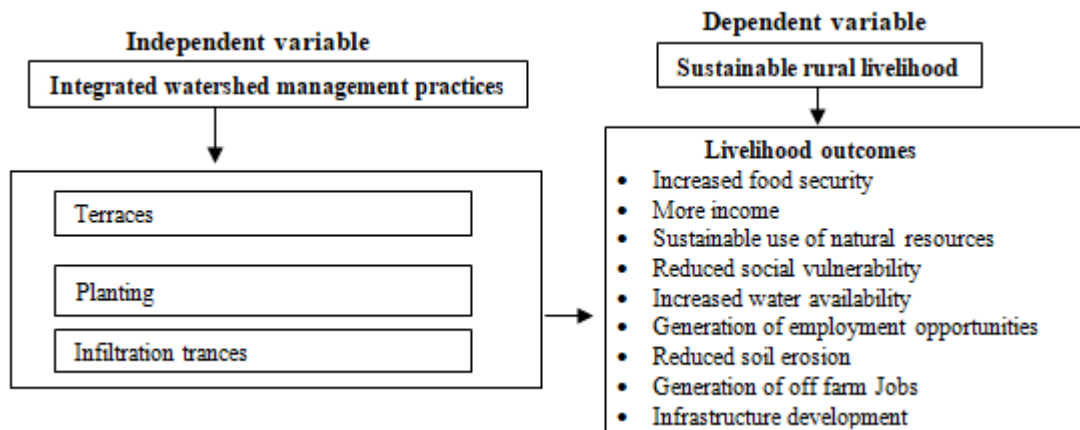 Independent variable
Integrated watershed management practices
Terraces
Planting
Infiltration trances
Dependent variable
Sustainable rural livelihood
Livelihood outcomes
• Increased food security
• More income
• Sustainable use of natural resources
• Reduced social vulnerability
• Increased water availability
• Generation of employment opportunities
• Reduced soil erosion
• Generation of off farm Jobs
• Infrastructure development